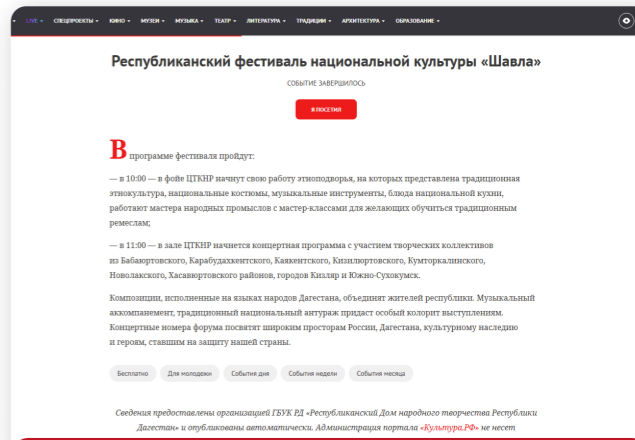 LIVE СПЕЦПРОЕКТЫ КИНО МУЗЕИ МУЗЫКА ТЕАТР ЛИТЕРАТУРА ТРАДИЦИИ АРХИТЕКТУРА ОБРАЗОВАНИЕ
Республиканский фестиваль национальной культуры «Шавла»
СОБЫТИЕ ЗАВЕРШИЛОСЬ
Я ПОСЕТИЛ
В программе фестиваля пройдут:
— в 10:00 — в фойе ЦТКНР начнут свою работу этноподворья, на которых представлена традиционная
этнокультура, национальные костюмы, музыкальные инструменты, блюда национальной кухни,
работают мастера народных промыслов с мастер-классами для желающих обучиться традиционным
ремеслам;
— в 11:00 — в зале ЦТКНР начнется концертная программа с участием творческих коллективов
из Бабаюртовского, Карабудахкентского, Каякентского, Кизилюртовского, Кумторкалинского,
Новолакского, Хасавюртовского районов, городов Кизляр и Южно-Сухокумск.
Композиции, исполненные на языках народов Дагестана, объединят жителей республики. Музыкальный
аккомпанемент, традиционный национальный антураж придаст особый колорит выступлениям.
Концертные номера форума посвятят широким просторам России, Дагестана, культурному наследию
и героям, ставшим на защиту нашей страны.
Бесплатно Для молодежи События дня События недели События месяца
Сведения предоставлены организацией ГБУК РД «Республиканский Дом народного творчества Республики
Дагестан» и опубликованы автоматически. Администрация портала «Культура.РФ» не несет